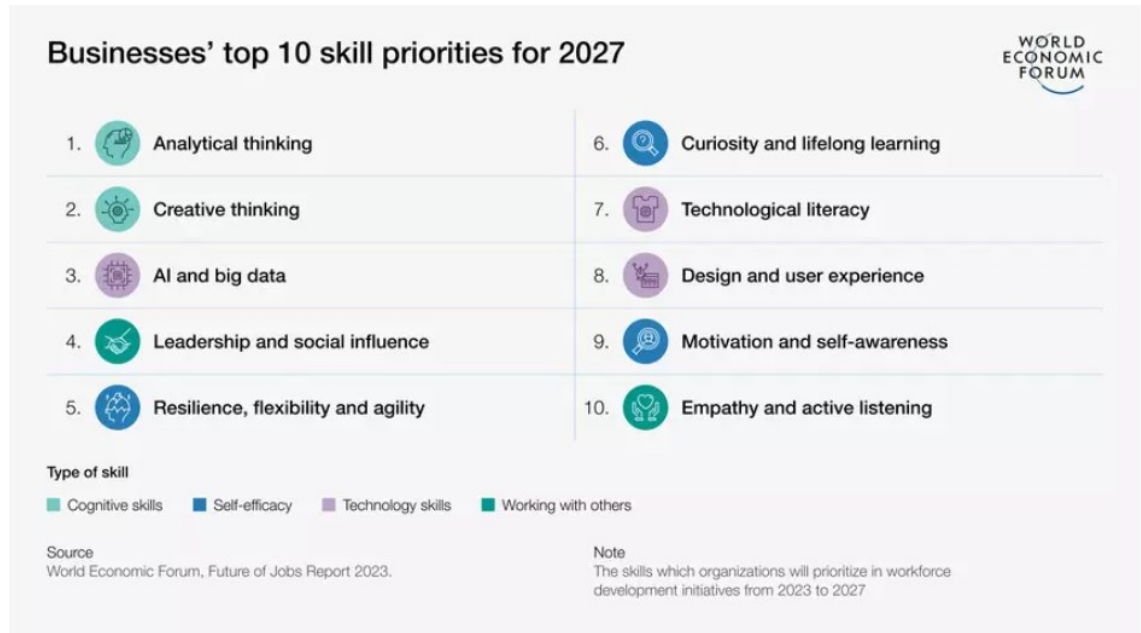 Businesses' top 10 skill priorities for 2027
WORLD
ECONOMIC
FORUM
1. Analytical thinking
2. Creative thinking
3. AI and big data
4. Leadership and social influence
5. Resilience, flexibility and agility
6. Curiosity and lifelong learning
7. Technological literacy
8. Design and user experience
9. Motivation and self-awareness
10. Empathy and active listening
Type of skill
Cognitive skills Self-efficacy Technology skills Working with others
Source
World Economic Forum, Future of Jobs Report 2023.
Note
The skills which organizations will prioritize in workforce
development initiatives from 2023 to 2027